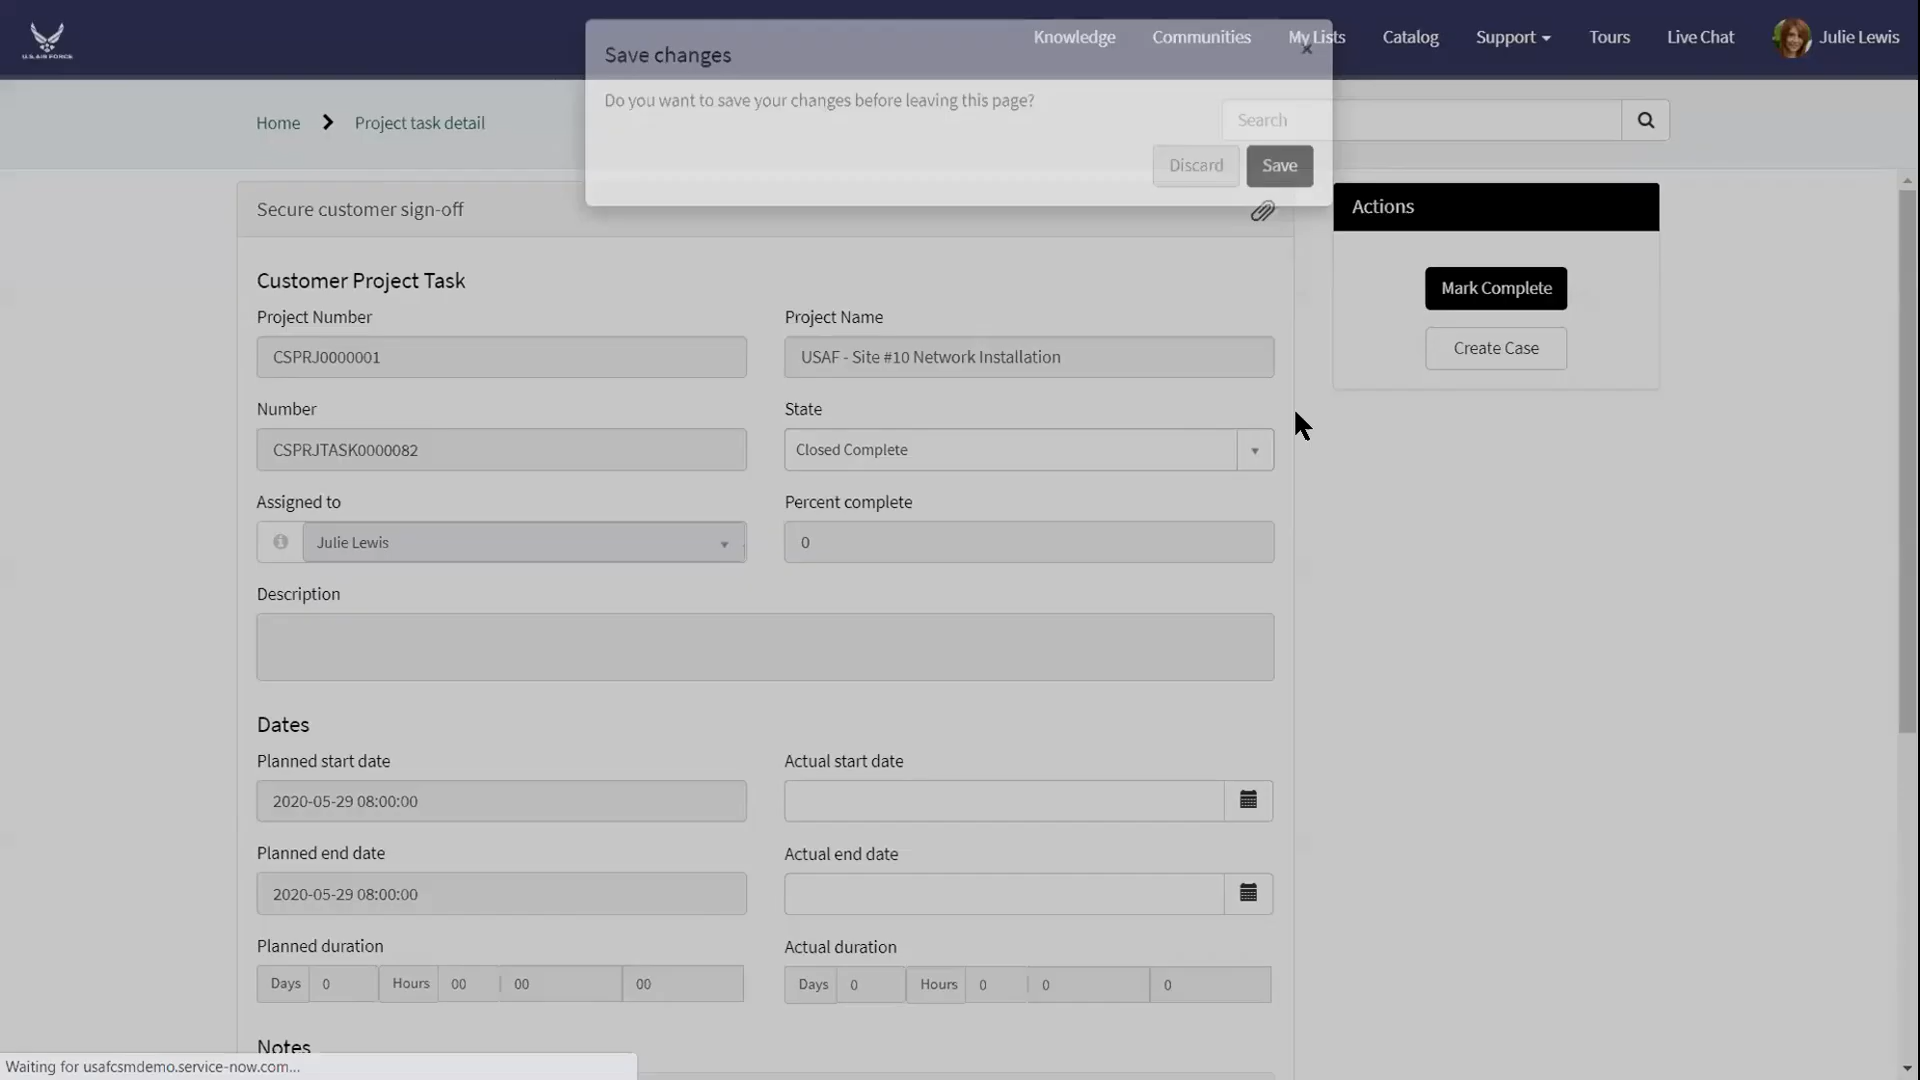 U.S. AIR FORCE
Knowledge
Communities
My Lists
Catalog
Support
Tours
Live Chat
Julie Lewis
Save changes
×
Do you want to save your changes before leaving this page?
Discard
Save
Home
Project task detail
Search
Secure customer sign-off
Customer Project Task
Project Number
CSPRJ0000001
Project Name
USAF - Site #10 Network Installation
Number
CSPRJTASK0000082
State
Closed Complete
Assigned to
Julie Lewis
Percent complete
0
Description
Dates
Planned start date
2020-05-29 08:00:00
Actual start date
Planned end date
2020-05-29 08:00:00
Actual end date
Planned duration
Days 0 Hours 00 00 00
Actual duration
Days 0 Hours 0 0 0
Notes
Actions
Mark Complete
Create Case
Waiting for usafcsmdemo.service-now.com...